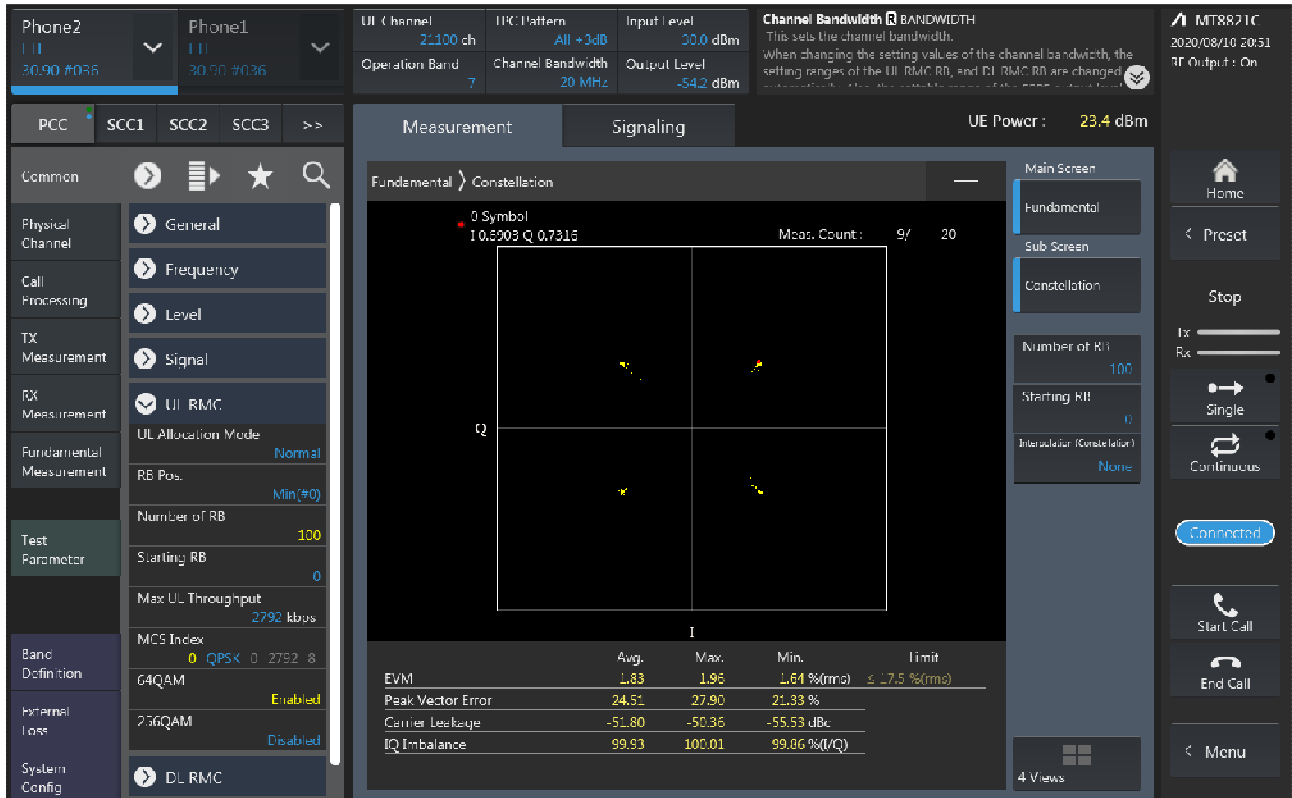 Phone2
Phone1
LTE
LTE
30.90 #036
30.90 #036
UL Channel
21100 ch
TPC Pattern
All +3dB
Input Level
30.0 dBm
Operation Band
7
Channel Bandwidth
20 MHz
Output Level
-54.2 dBm
Channel Bandwidth R BANDWIDTH
This sets the channel bandwidth.
When changing the setting values of the channel bandwidth, the
setting ranges of the UL RMC RB, and DL RMC RB are changed
MT8821C
2020/08/10 20:51
RF Output : On
PCC
SCC1
SCC2
SCC3
>>
Measurement
Signaling
UE Power :
23.4 dBm
Common
Physical
Channel
Call
Processing
TX
Measurement
RX
Measurement
Fundamental
Measurement
Test
Parameter
Band
Definition
External
Loss
System
Config
General
Frequency
Level
Signal
UL RMC
UL Allocation Mode
Normal
RB Pos.
Min(#0)
Number of RB
100
Starting RB
0
Max UL Throughput
2792 kbps
MCS Index
0 QPSK 0 2792 8
64QAM
Enabled
256QAM
Disabled
DL RMC
Fundamental
Constellation
0 Symbol
I 0.6903 Q 0.7316
Meas. Count :
9/
20
Q
I
Avg.
Max.
Min.
Limit
EVM
1.83
1.96
1.64 %(rms)
≤ 17.5 %(rms)
Peak Vector Error
24.51
27.90
21.33 %
Carrier Leakage
-51.80
-50.36
-55.53 dBc
IQ Imbalance
99.93
100.01
99.86 %(I/Q)
Main Screen
Fundamental
Sub Screen
Constellation
Number of RB
100
Starting RB
0
Interpolation (Constellation)
None
4 Views
Home
< Preset
Stop
Tx
Rx
Single
Continuous
Connected
Start Call
End Call
< Menu